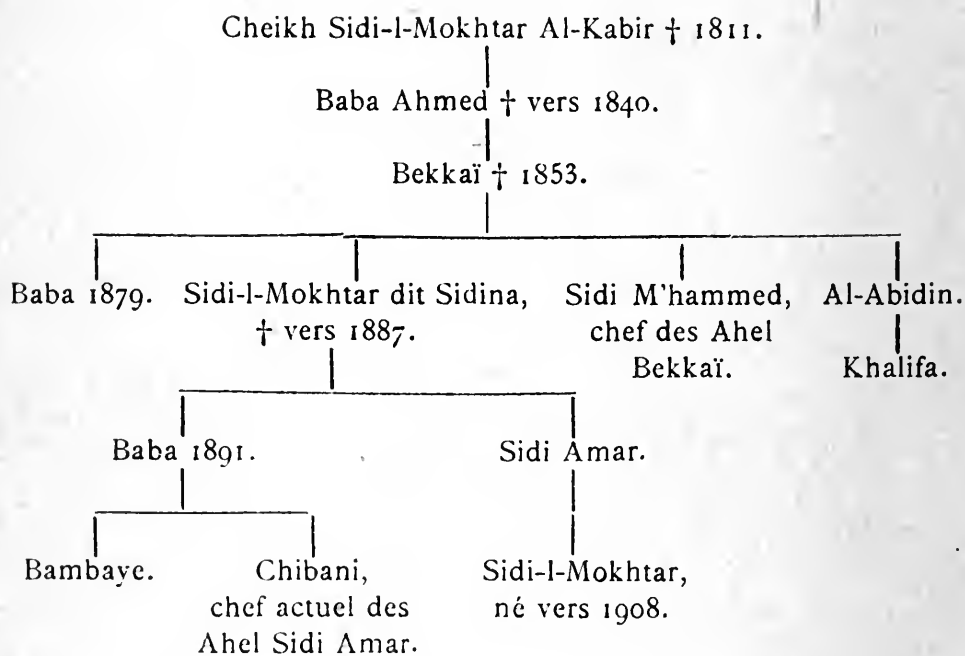 Cheikh Sidi-l-Mokhtar Al-Kabir † 1811.
Baba Ahmed † vers 1840.
Bekkaï † 1853.
Baba 1879. Sidi-l-Mokhtar dit Sidina, Sidi M'hammed, Al-Abidin.
† vers 1887. chef des Ahel
Bekkaï. Khalifa.
Baba 1891. Sidi Amar.
Bambaye. Chibani, Sidi-l-Mokhtar,
chef actuel des né vers 1908.
Ahel Sidi Amar.